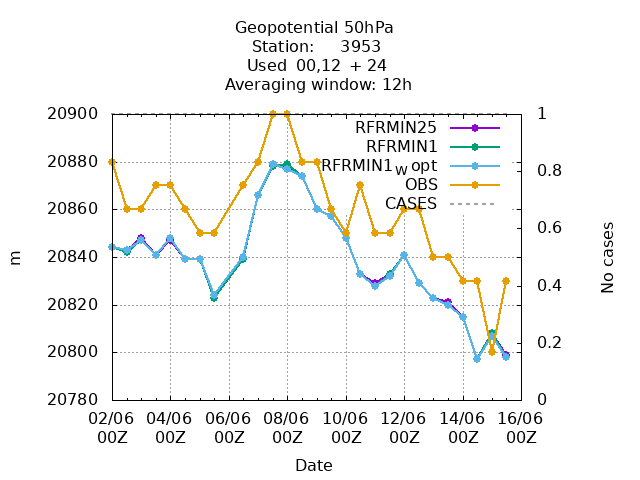 Geopotential 50hPa
Station: 3953
Used 00,12 + 24
Averaging window: 12h
20900
20880
20860
20840
20820
20800
20780
m
1
0.8
0.6
0.4
0.2
0
No cases
RFRMIN25
RFRMIN1
RFRMIN1w opt
OBS
CASES
02/06 04/06 06/06 08/06 10/06 12/06 14/06 16/06
00Z 00Z 00Z 00Z 00Z 00Z 00Z 00Z
Date